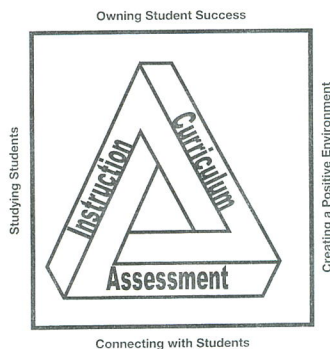 Owning Student Success
Studying Students
Instruction
Curriculum
Assessment
Creating a Positive Environment
Connecting with Students